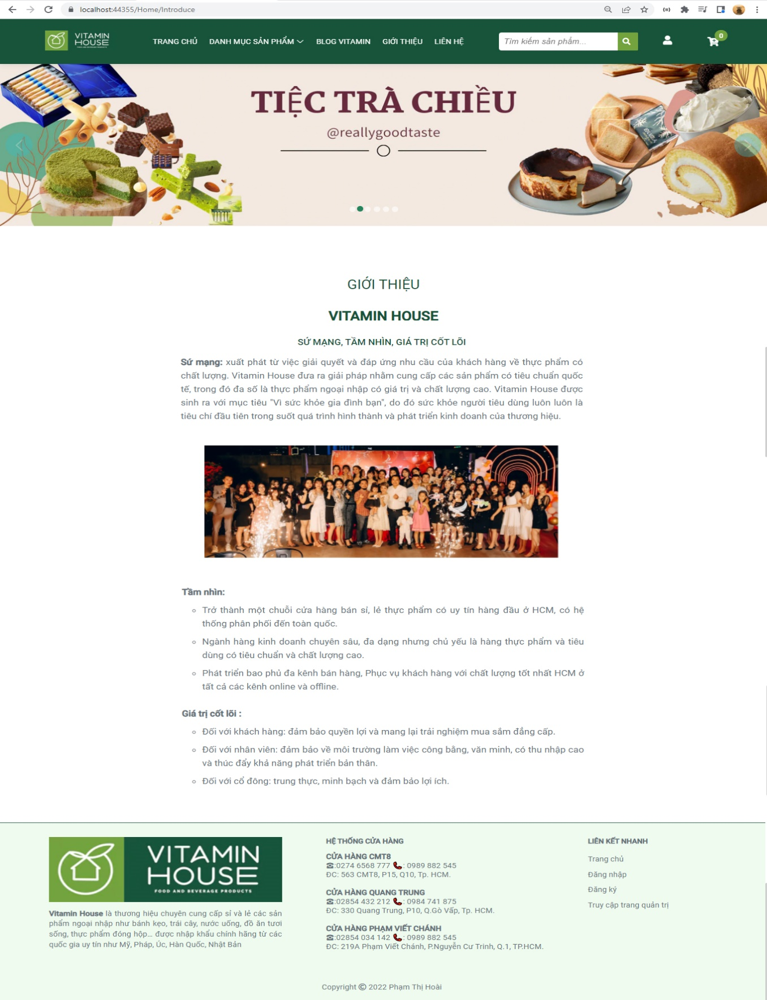 localhost:44355/Home/Introduce
VITAMIN
HOUSE
FOOD AND BEVERAGE PRODUCTS
TRANG CHỦ DANH MỤC SẢN PHẨM BLOG VITAMIN GIỚI THIỆU LIÊN HỆ
Tìm kiếm sản phẩm...
0
TIỆC TRÀ CHIỀU
@reallygoodtaste
GIỚI THIỆU
VITAMIN HOUSE
SỨ MẠNG, TẦM NHÌN, GIÁ TRỊ CỐT LÕI
Sứ mạng: xuất phát từ việc giải quyết và đáp ứng nhu cầu của khách hàng về thực phẩm có
chất lượng. Vitamin House đưa ra giải pháp nhằm cung cấp các sản phẩm có tiêu chuẩn quốc
tế, trong đó đa số là thực phẩm ngoại nhập có giá trị và chất lượng cao. Vitamin House được
sinh ra với mục tiêu "Vì sức khỏe gia đình bạn", do đó sức khỏe người tiêu dùng luôn luôn là
tiêu chí đầu tiên trong suốt quá trình hình thành và phát triển kinh doanh của thương hiệu.
Tầm nhìn:
Trở thành một chuỗi cửa hàng bán sỉ, lẻ thực phẩm có uy tín hàng đầu ở HCM, có hệ
thống phân phối đến toàn quốc.
Ngành hàng kinh doanh chuyên sâu, đa dạng nhưng chủ yếu là hàng thực phẩm và tiêu
dùng có tiêu chuẩn và chất lượng cao.
Phát triển bao phủ đa kênh bán hàng, Phục vụ khách hàng với chất lượng tốt nhất HCM ở
tất cả các kênh online và offline.
Giá trị cốt lõi :
Đối với khách hàng: đảm bảo quyền lợi và mang lại trải nghiệm mua sắm đẳng cấp.
Đối với nhân viên: đảm bảo về môi trường làm việc công bằng, văn minh, có thu nhập cao
và thúc đẩy khả năng phát triển bản thân.
Đối với cổ đông: trung thực, minh bạch và đảm bảo lợi ích.
VITAMIN
HOUSE
FOOD AND BEVERAGE PRODUCTS
Vitamin House là thương hiệu chuyên cung cấp sỉ và lẻ các sản
phẩm ngoại nhập như bánh kẹo, trái cây, nước uống, đồ ăn tươi
sống, thực phẩm đóng hộp... được nhập khẩu chính hãng từ các
quốc gia uy tín như Mỹ, Pháp, Úc, Hàn Quốc, Nhật Bản
HỆ THỐNG CỬA HÀNG
CỬA HÀNG CMT8
☎:0274 6568 777 📞: 0989 882 545
ĐC: 563 CMT8, P15, Q10, Tp. HCM.
CỬA HÀNG QUANG TRUNG
☎:02854 432 212 📞: 0984 741 875
ĐC: 330 Quang Trung, P10, Q.Gò Vấp, Tp. HCM.
CỬA HÀNG PHẠM VIẾT CHÁNH
☎:02854 034 142 📞: 0989 882 545
ĐC: 219A Phạm Viết Chánh, P.Nguyễn Cư Trinh, Q.1, TP.HCM.
LIÊN KẾT NHANH
Trang chủ
Đăng nhập
Đăng ký
Truy cập trang quản trị
Copyright © 2022 Phạm Thị Hoài